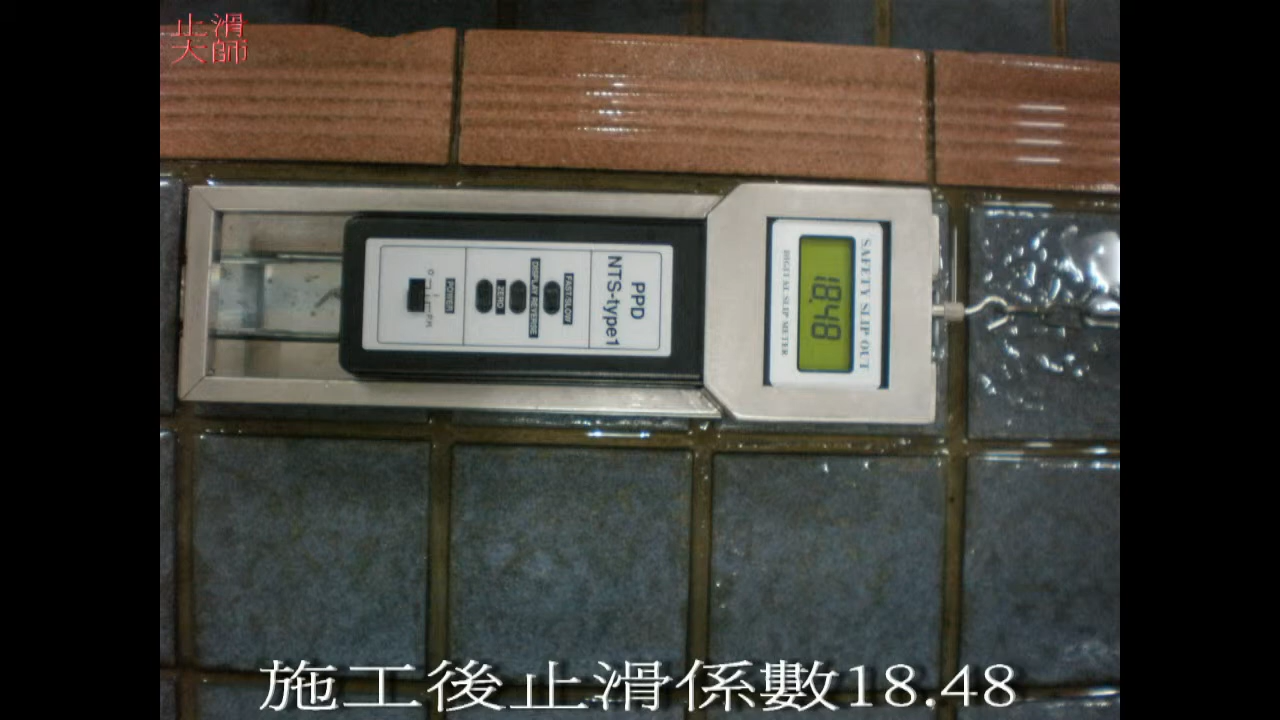 止滑
大師
SAFETY SLIP OUT
18.48
DIGITAL SLIP METER
PPD
NTS-type1
FAST/SLOW
DISPLAY REVERSE
ZERO
POWER
施工後止滑係數18.48